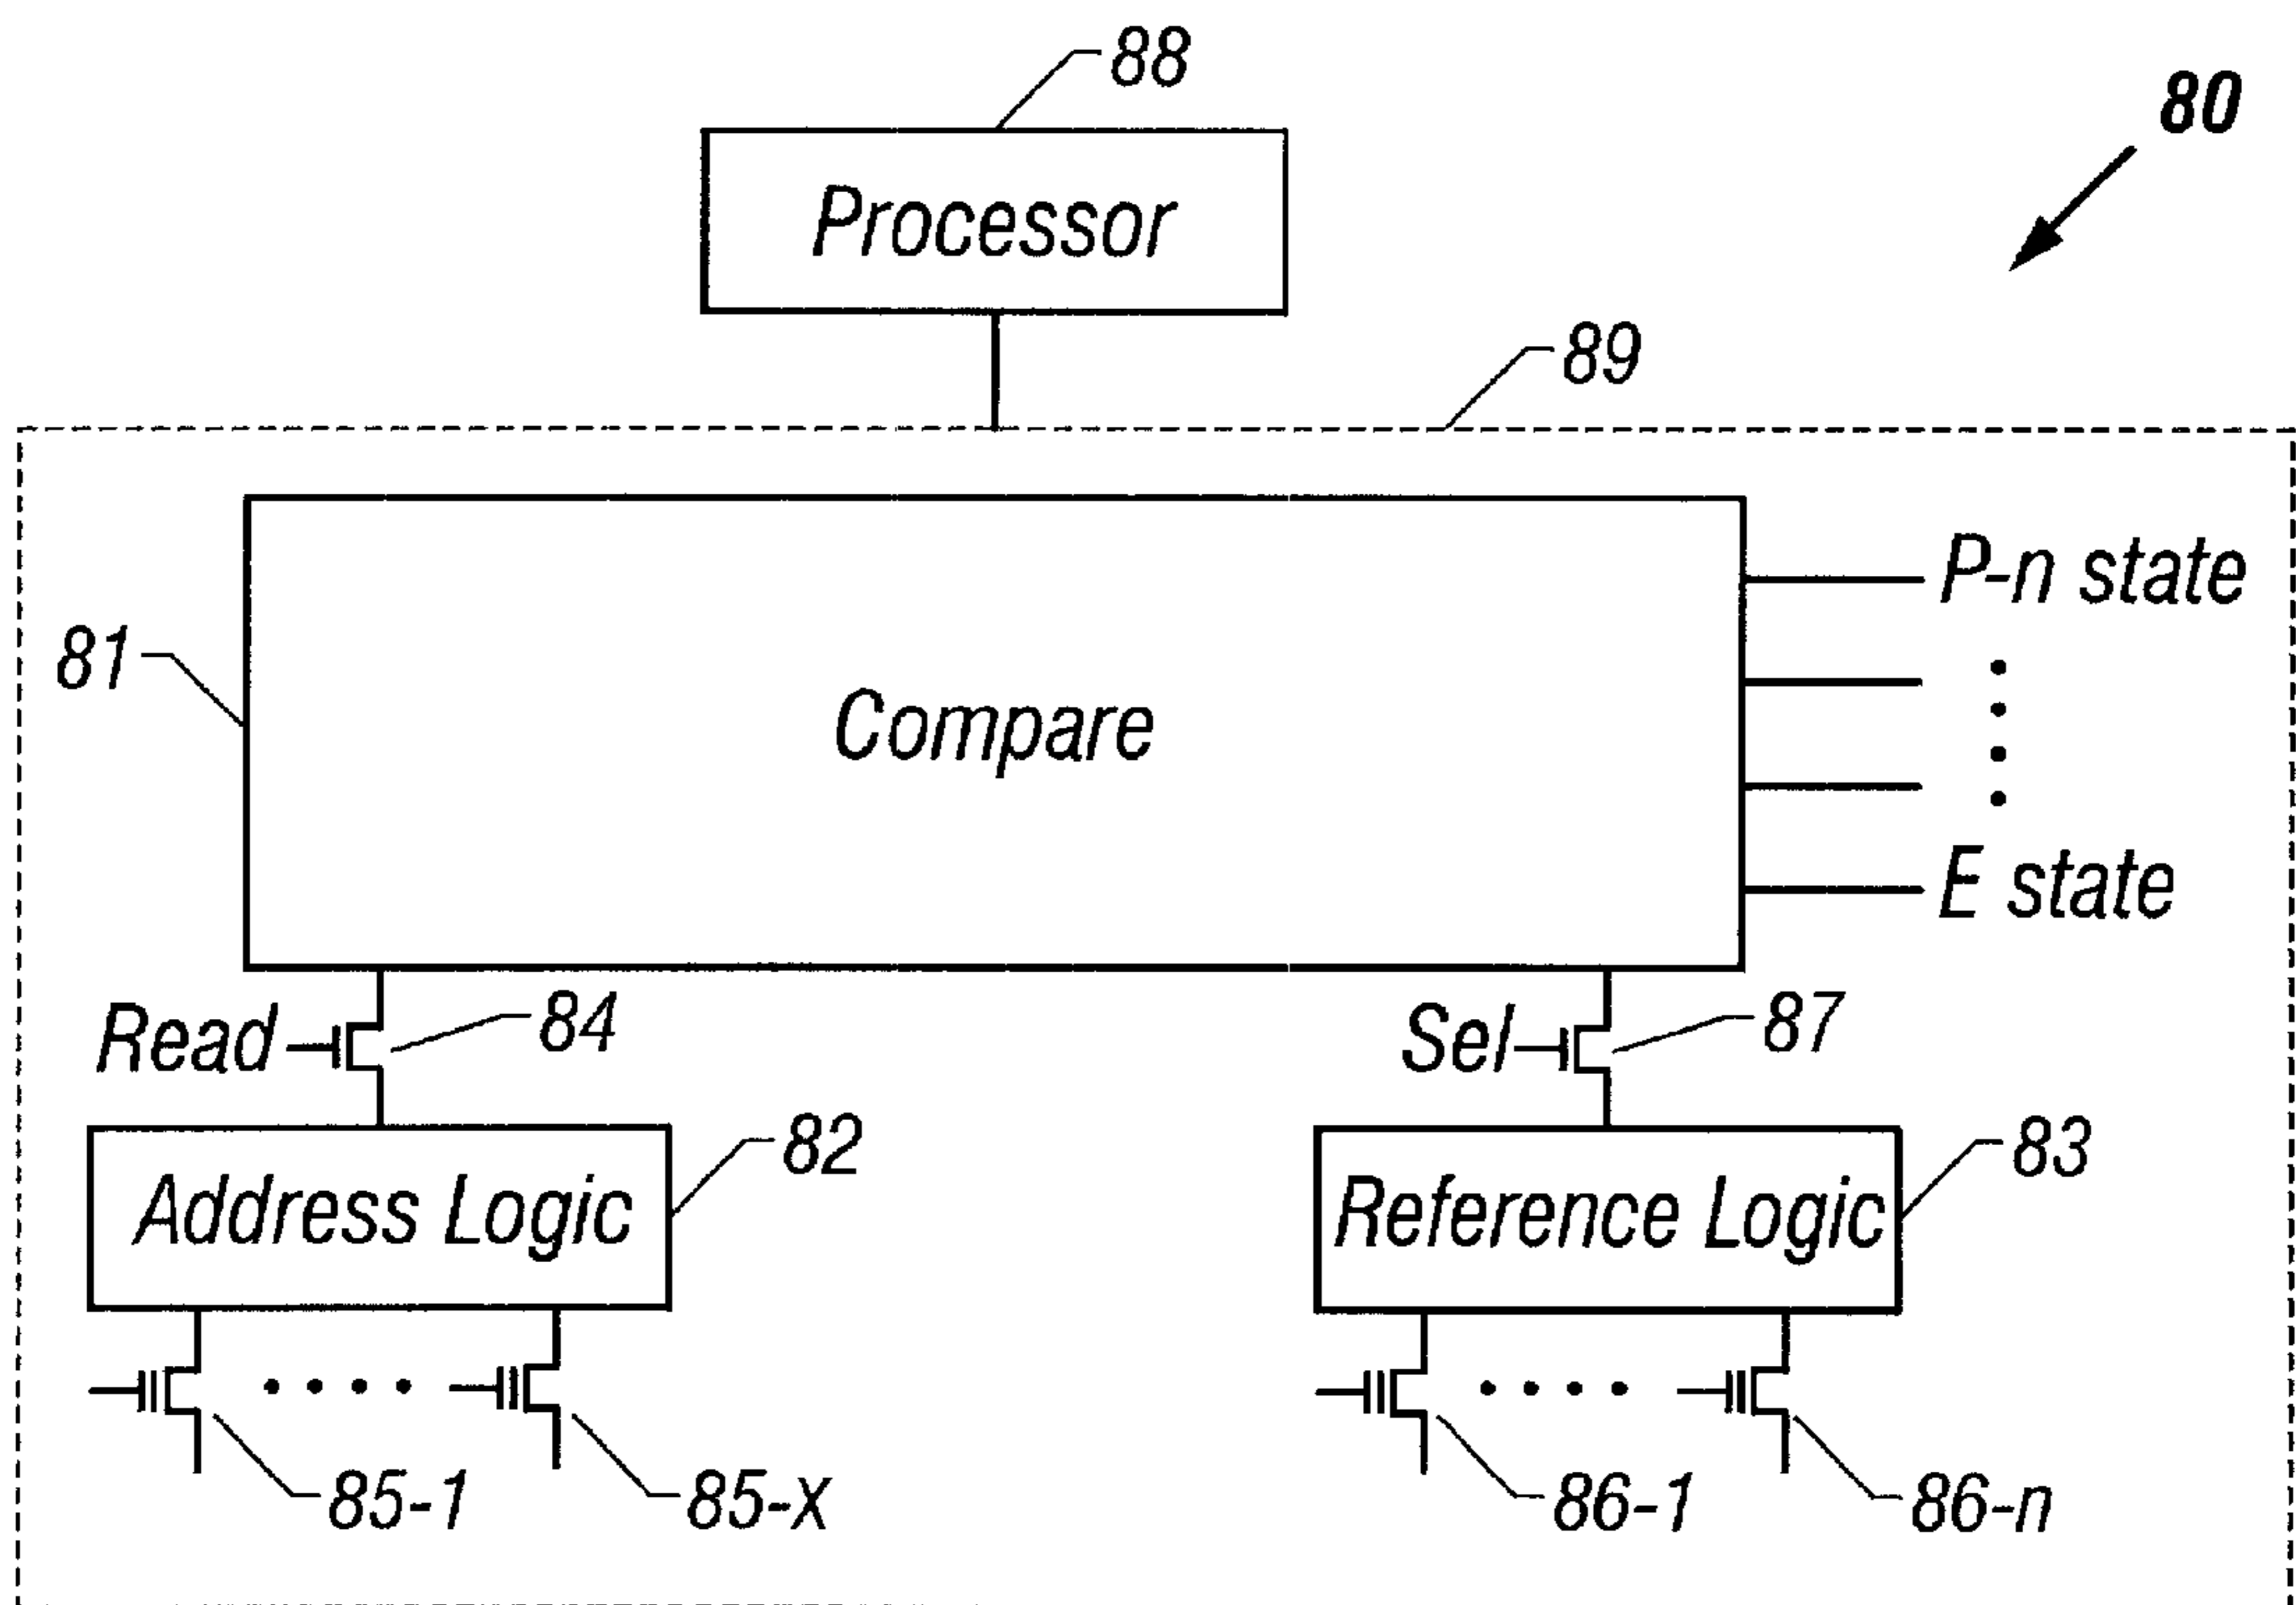 88
80
Processor
89
P-n state
81
Compare
E state
Read
84
Sel
87
82
Address Logic
83
Reference Logic
85-1
85-x
86-1
86-n